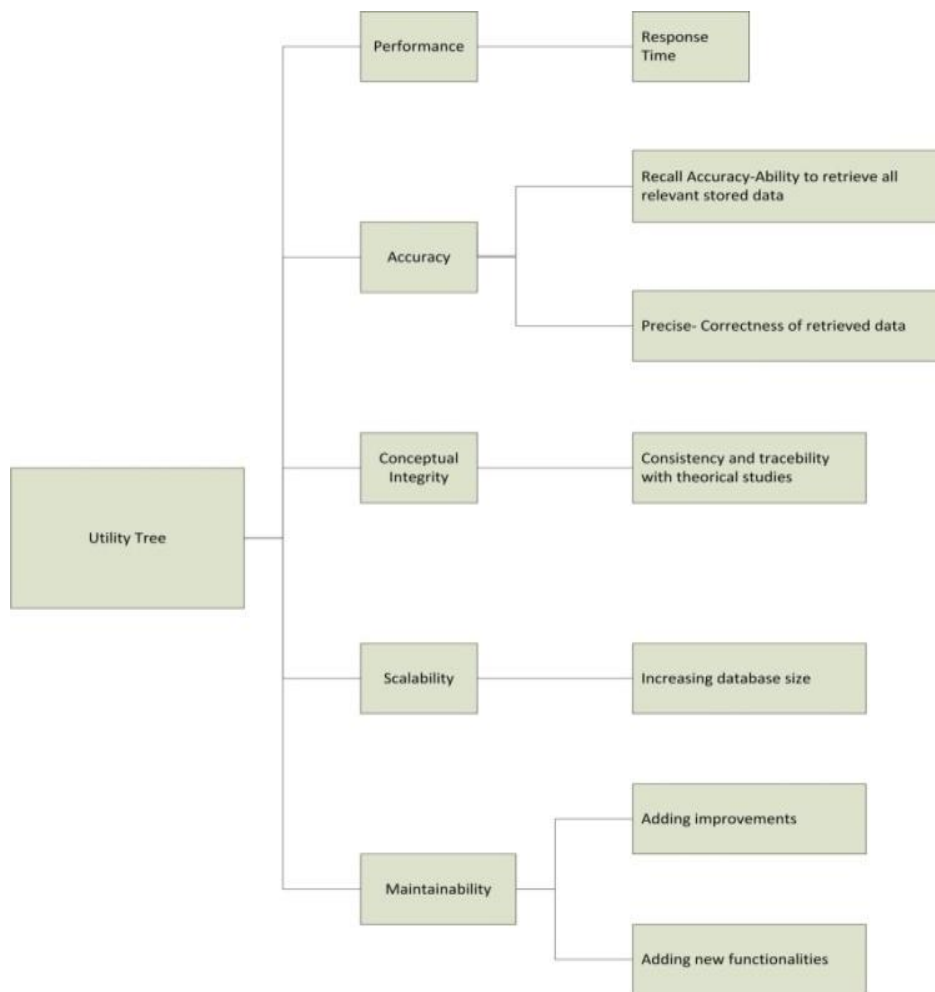 Performance
Response
Time
Recall Accuracy-Ability to retrieve all
relevant stored data
Accuracy
Precise- Correctness of retrieved data
Conceptual
Integrity
Consistency and tracebility
with theorical studies
Utility Tree
Scalability
Increasing database size
Adding improvements
Maintainability
Adding new functionalities